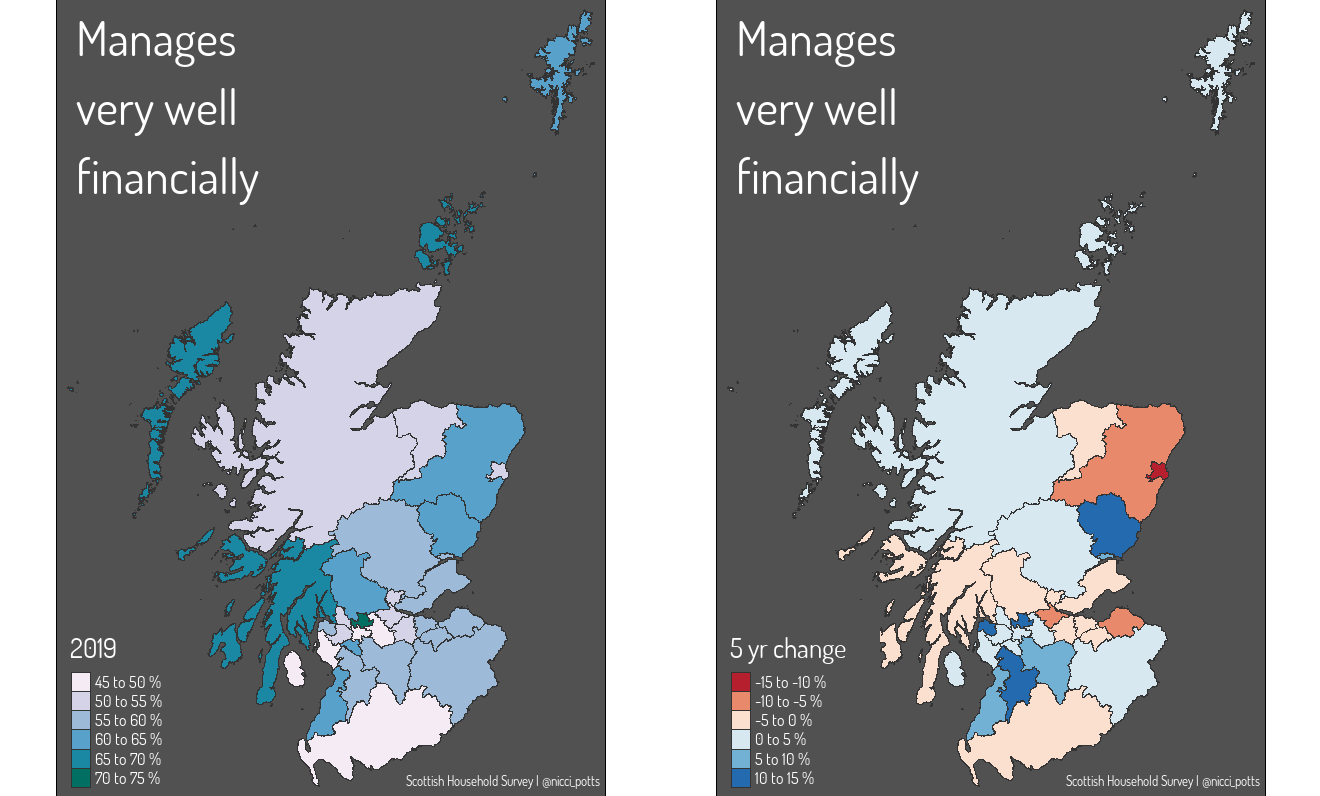 Manages
very well
financially
2019
45 to 50 %
50 to 55 %
55 to 60 %
60 to 65 %
65 to 70 %
70 to 75 %
Scottish Household Survey | @nicci_potts
Manages
very well
financially
5 yr change
-15 to -10 %
-10 to -5 %
-5 to 0 %
0 to 5 %
5 to 10 %
10 to 15 %
Scottish Household Survey | @nicci_potts